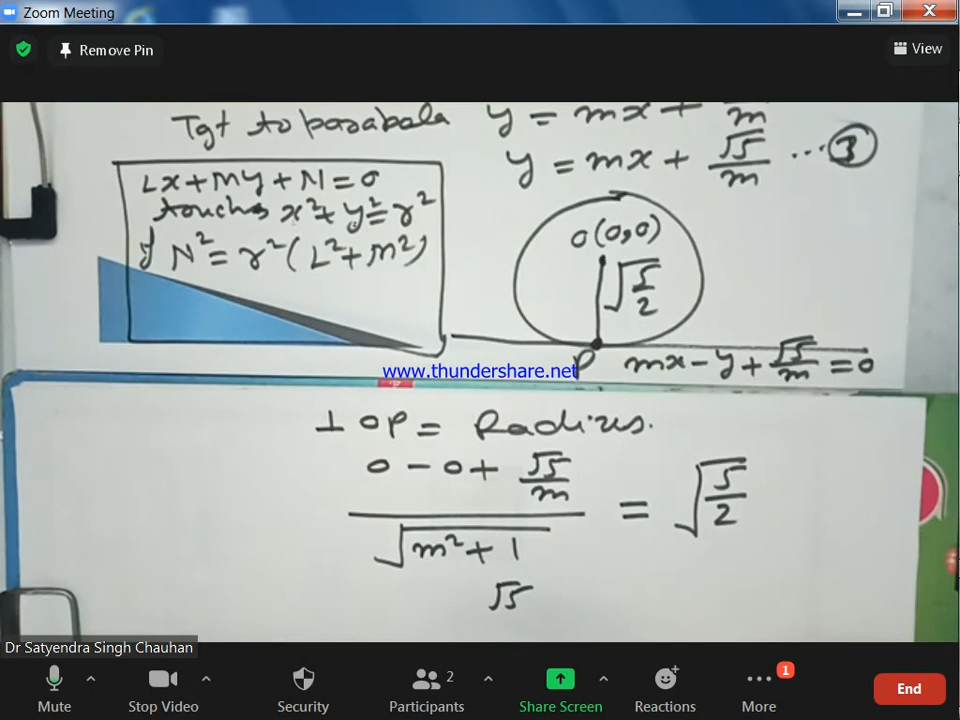 Zoom Meeting
Remove Pin
View
Tgt to parabala y = mx + /m
y = mx + √5/m ... ③
Lx + My + N = 0
touches x² + y² = r²
if N² = r² (L² + M²)
O (0,0)
√5/2
P mx - y + √5/m = 0
www.thundershare.net
⊥ OP = Radius.
0 - 0 + √5/m
√m² + 1 = √5/2
√5
Dr Satyendra Singh Chauhan
2
1
Mute Stop Video Security Participants Share Screen Reactions More End